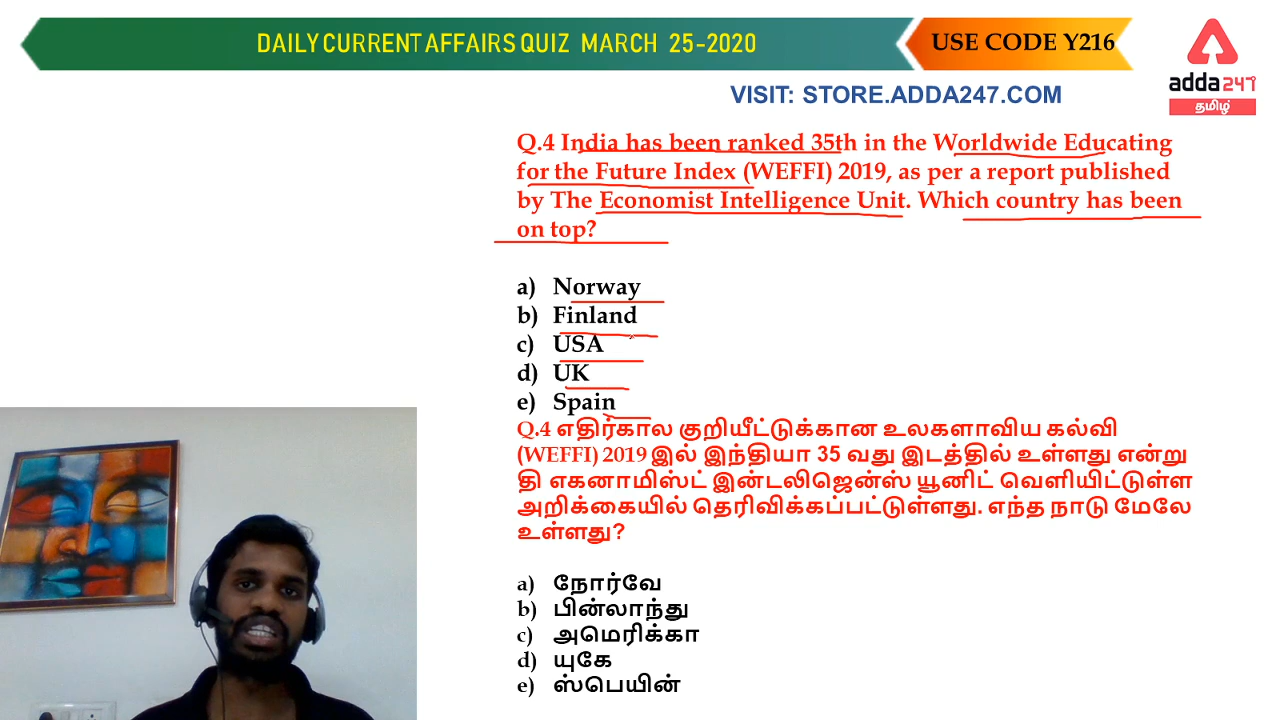 DAILY CURRENT AFFAIRS QUIZ MARCH 25-2020
USE CODE Y216
adda247
தமிழ்
VISIT: STORE.ADDA247.COM
Q.4 India has been ranked 35th in the Worldwide Educating
for the Future Index (WEFFI) 2019, as per a report published
by The Economist Intelligence Unit. Which country has been
on top?
a) Norway
b) Finland
c) USA
d) UK
e) Spain
Q.4 எதிர்கால குறியீட்டுக்கான உலகளாவிய கல்வி
(WEFFI) 2019 இல் இந்தியா 35 வது இடத்தில் உள்ளது என்று
தி எகனாமிஸ்ட் இன்டலிஜென்ஸ் யூனிட் வெளியிட்டுள்ள
அறிக்கையில் தெரிவிக்கப்பட்டுள்ளது. எந்த நாடு மேலே
உள்ளது?
a) நோர்வே
b) பின்லாந்து
c) அமெரிக்கா
d) யுகே
e) ஸ்பெயின்